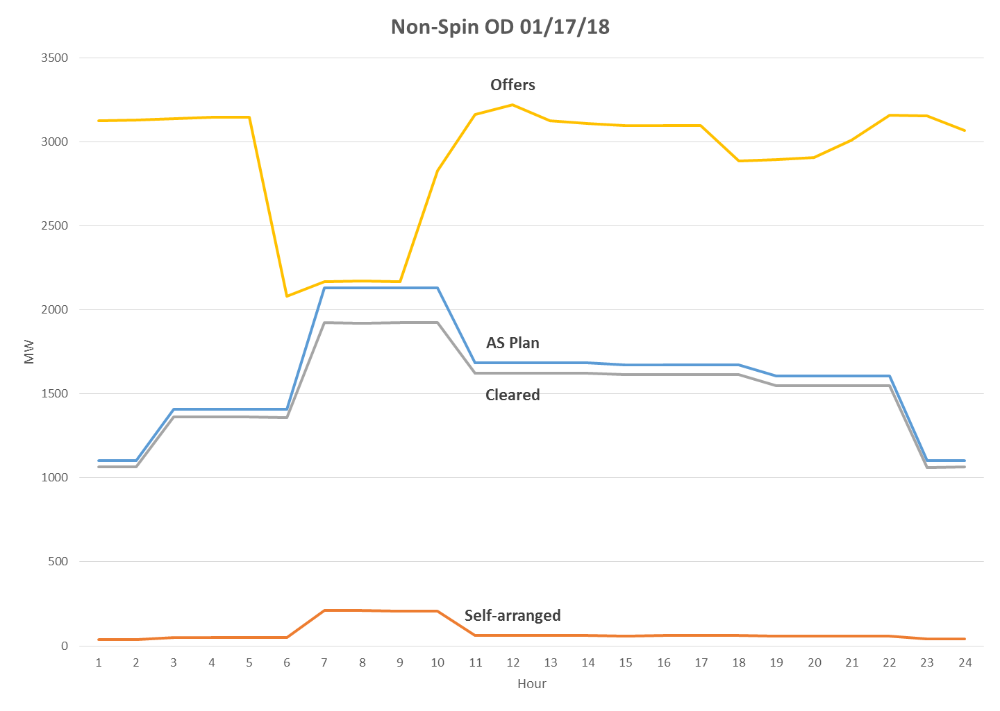 Non-Spin OD 01/17/18
3500
Offers
3000
2500
2000
AS Plan
MW
1500
Cleared
1000
500
Self-arranged
0
1 2 3 4 5 6 7 8 9 10 11 12 13 14 15 16 17 18 19 20 21 22 23 24
Hour